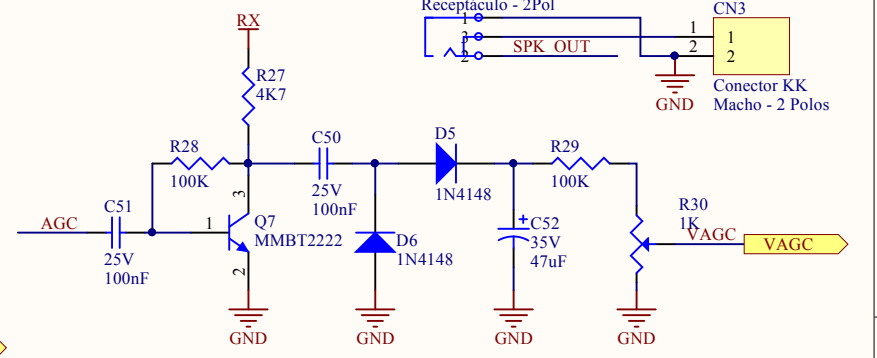 Receptáculo - 2Pol
CN3
RX
1
3
SPK_OUT
2
1
1
2
2
GND
Conector KK
Macho - 2 Polos
R27
4K7
R28
100K
C50
25V
100nF
D5
1N4148
R29
100K
C51
AGC
25V
100nF
3
1
2
Q7
MMBT2222
D6
1N4148
C52
35V
47uF
R30
1K
VAGC
VAGC
GND
GND
GND
GND